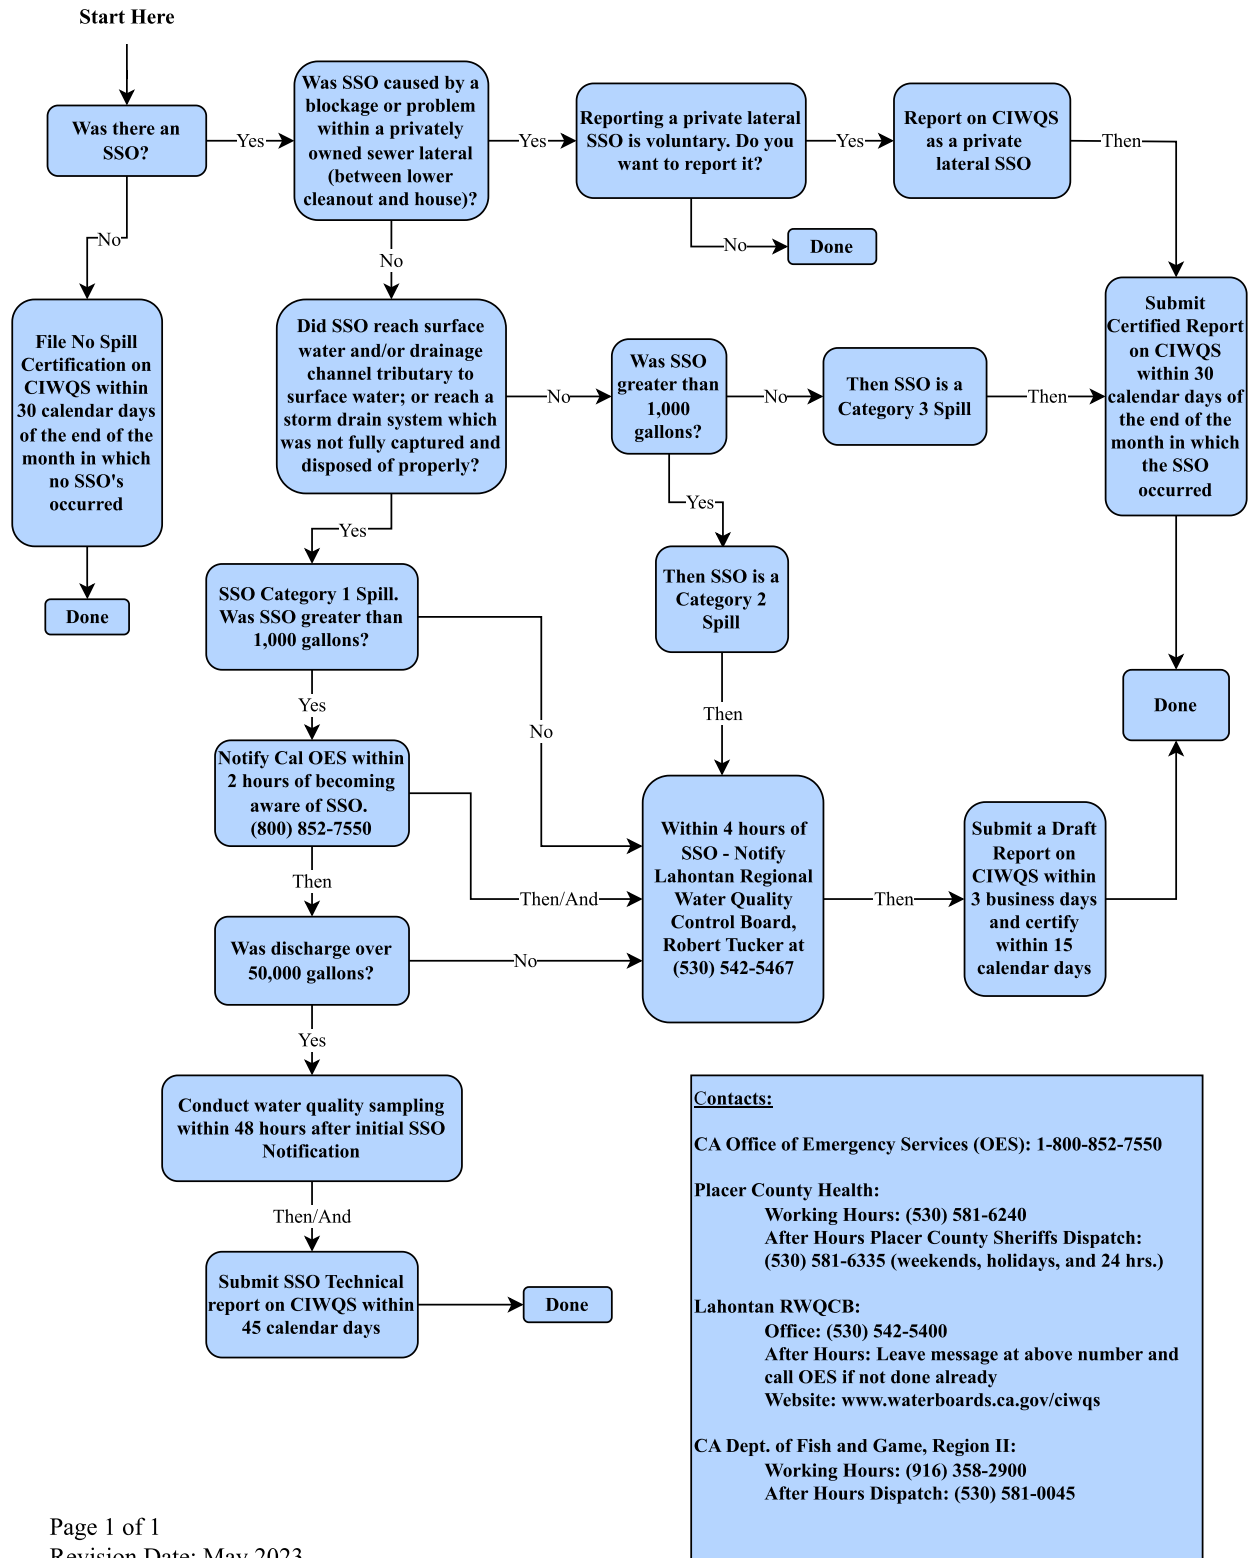 Start Here
Was there an
SSO?
Yes
Was SSO caused by a
blockage or problem
within a privately
owned sewer lateral
(between lower
cleanout and house)?
Yes
Reporting a private lateral
SSO is voluntary. Do you
want to report it?
Yes
Report on CIWQS
as a private
lateral SSO
Then
No
No
No
Done
File No Spill
Certification on
CIWQS within
30 calendar days
of the end of the
month in which
no SSO's
occurred
Done
Did SSO reach surface
water and/or drainage
channel tributary to
surface water; or reach a
storm drain system which
was not fully captured and
disposed of properly?
No
Was SSO
greater than
1,000
gallons?
No
Then SSO is a
Category 3 Spill
Then
Submit
Certified Report
on CIWQS
within 30
calendar days of
the end of the
month in which
the SSO
occurred
Yes
Yes
SSO Category 1 Spill.
Was SSO greater than
1,000 gallons?
Then SSO is a
Category 2
Spill
Yes
No
Then
Done
Notify Cal OES within
2 hours of becoming
aware of SSO.
(800) 852-7550
Then
Then/And
Within 4 hours of
SSO - Notify
Lahontan Regional
Water Quality
Control Board,
Robert Tucker at
(530) 542-5467
Then
Submit a Draft
Report on
CIWQS within
3 business days
and certify
within 15
calendar days
Was discharge over
50,000 gallons?
No
Yes
Conduct water quality sampling
within 48 hours after initial SSO
Notification
Then/And
Submit SSO Technical
report on CIWQS within
45 calendar days
Done
Contacts:
CA Office of Emergency Services (OES): 1-800-852-7550
Placer County Health:
Working Hours: (530) 581-6240
After Hours Placer County Sheriffs Dispatch:
(530) 581-6335 (weekends, holidays, and 24 hrs.)
Lahontan RWQCB:
Office: (530) 542-5400
After Hours: Leave message at above number and
call OES if not done already
Website: www.waterboards.ca.gov/ciwqs
CA Dept. of Fish and Game, Region II:
Working Hours: (916) 358-2900
After Hours Dispatch: (530) 581-0045
Page 1 of 1
Revision Date: May 2023